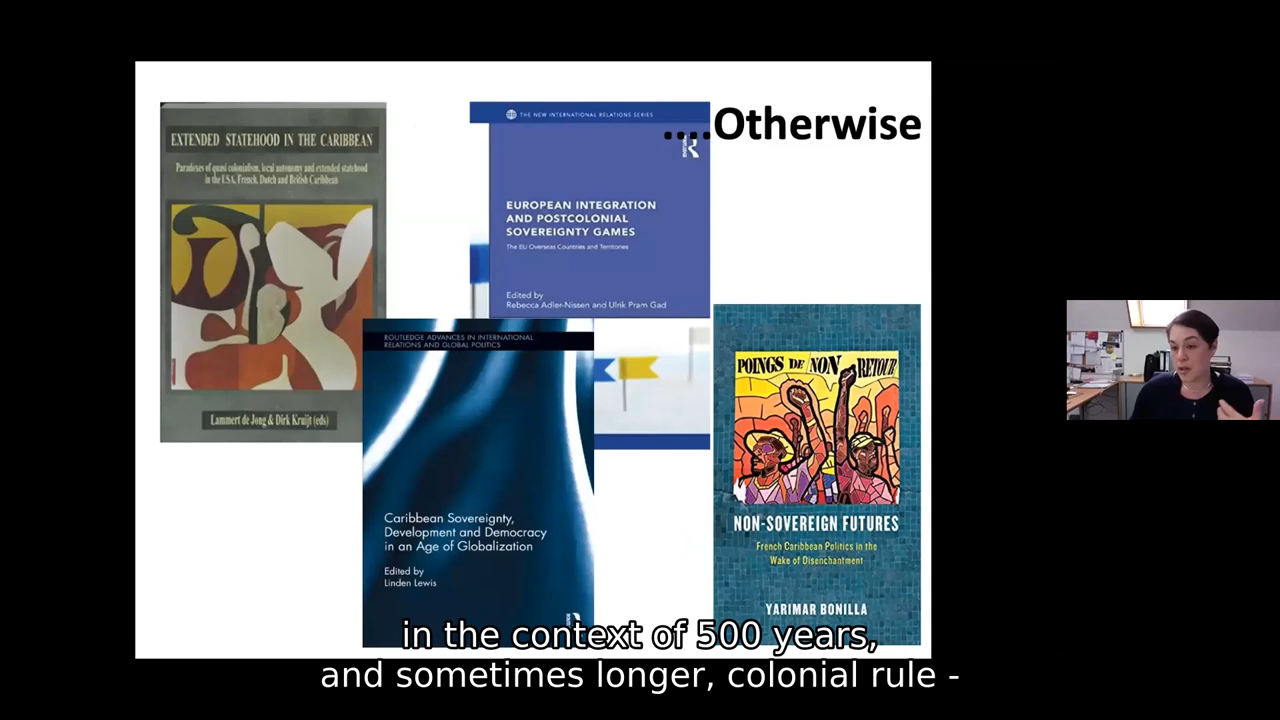 ....Otherwise
EXTENDED STATEHOOD IN THE CARIBBEAN
Paradoxes of quasi colonialism, local autonomy and extended statehood
in the USA, French, Dutch and British Caribbean
Lammert de Jong & Dirk Kruijt (eds)
THE NEW INTERNATIONAL RELATIONS SERIES
EUROPEAN INTEGRATION
AND POSTCOLONIAL
SOVEREIGNTY GAMES
The EU Overseas Countries and Territories
Edited by
Rebecca Adler-Nissen and Ulrik Pram Gad
ROUTLEDGE ADVANCES IN INTERNATIONAL
RELATIONS AND GLOBAL POLITICS
Caribbean Sovereignty,
Development and Democracy
in an Age of Globalization
Edited by
Linden Lewis
POINGS DE NON RETOUR
NON-SOVEREIGN FUTURES
French Caribbean Politics in the
Wake of Disenchantment
YARIMAR BONILLA
in the context of 500 years,
and sometimes longer, colonial rule -